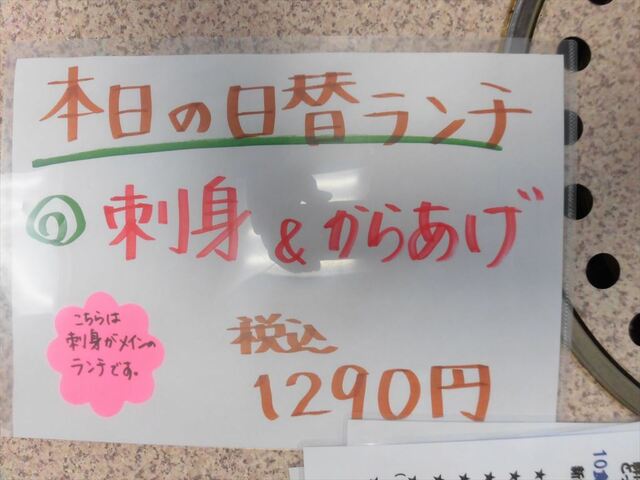 本日の日替ランチ
刺身&からあげ
こちらは
刺身がメインの
ランチです。
税込
1290円